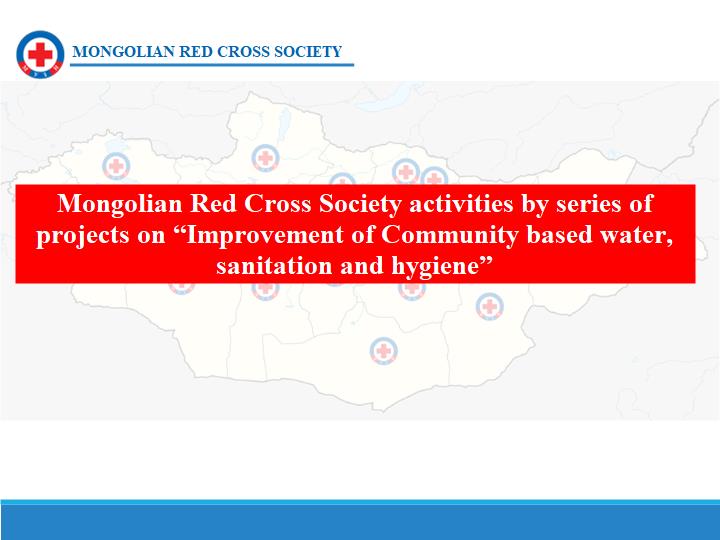 MONGOLIAN RED CROSS SOCIETY
Mongolian Red Cross Society activities by series of
projects on “Improvement of Community based water,
sanitation and hygiene”